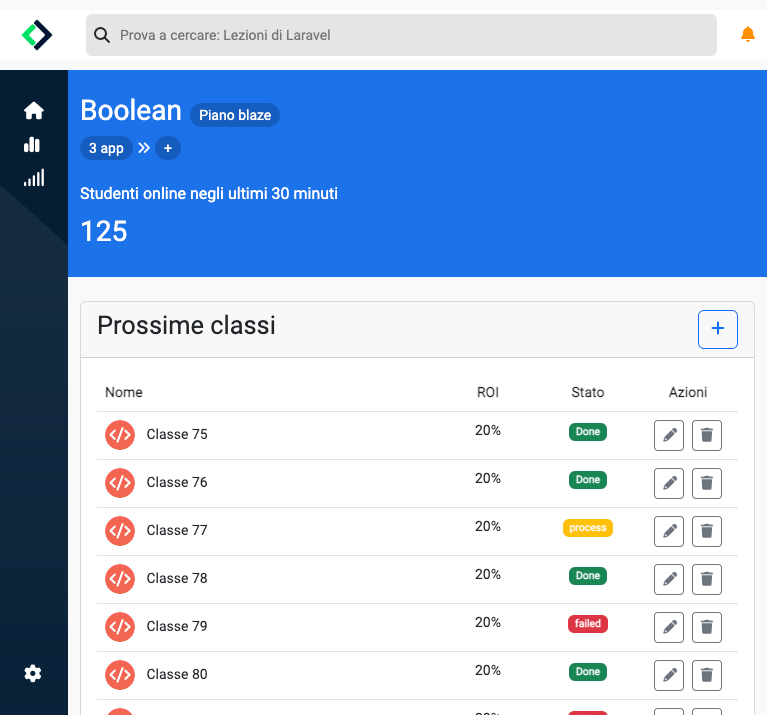 Prova a cercare: Lezioni di Laravel
Boolean Piano blaze
3 app +
Studenti online negli ultimi 30 minuti
125
Prossime classi +
Nome ROI Stato Azioni
</> Classe 75 20% Done
</> Classe 76 20% Done
</> Classe 77 20% process
</> Classe 78 20% Done
</> Classe 79 20% failed
</> Classe 80 20% Done
</>